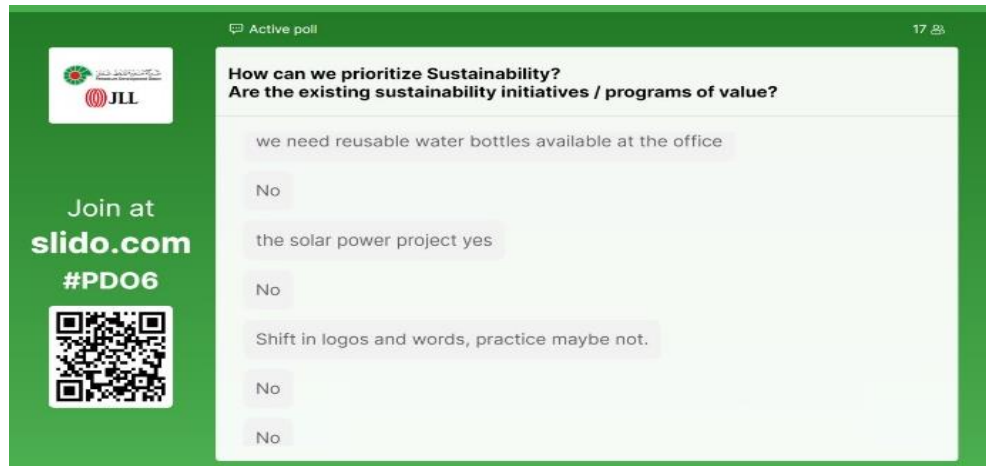 Active poll
17
JLL
Join at
slido.com
#PDO6
How can we prioritize Sustainability?
Are the existing sustainability initiatives / programs of value?
we need reusable water bottles available at the office
No
the solar power project yes
No
Shift in logos and words, practice maybe not.
No
No